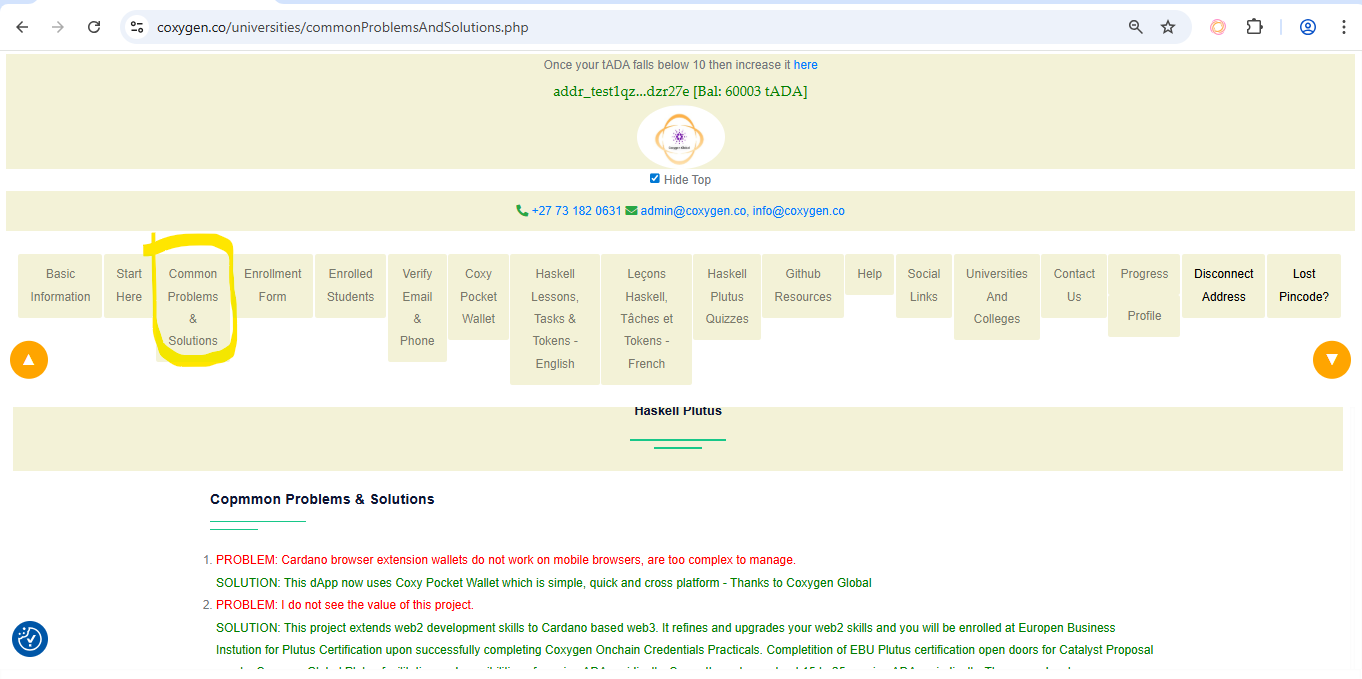 coxygen.co/universities/commonProblemsAndSolutions.php
Once your tADA falls below 10 then increase it here
addr_test1qz...dzr27e [Bal: 60003 tADA]
Hide Top
+27 73 182 0631 admin@coxygen.co, info@coxygen.co
Basic
Information
Start
Here
Common
Problems
&
Solutions
Enrollment
Form
Enrolled
Students
Verify
Email
&
Phone
Coxy
Pocket
Wallet
Haskell
Lessons,
Tasks &
Tokens -
English
Leçons
Haskell,
Tâches et
Tokens -
French
Haskell
Plutus
Quizzes
Github
Resources
Help
Social
Links
Universities
And
Colleges
Contact
Us
Progress
Profile
Disconnect
Address
Lost
Pincode?
Haskell Plutus
Copmmon Problems & Solutions
1. PROBLEM: Cardano browser extension wallets do not work on mobile browsers, are too complex to manage.
SOLUTION: This dApp now uses Coxy Pocket Wallet which is simple, quick and cross platform - Thanks to Coxygen Global
2. PROBLEM: I do not see the value of this project.
SOLUTION: This project extends web2 development skills to Cardano based web3. It refines and upgrades your web2 skills and you will be enrolled at Europen Business
Instution for Plutus Certification upon successfully completing Coxygen Onchain Credentials Practicals. Completition of EBU Plutus certification open doors for Catalyst Proposal